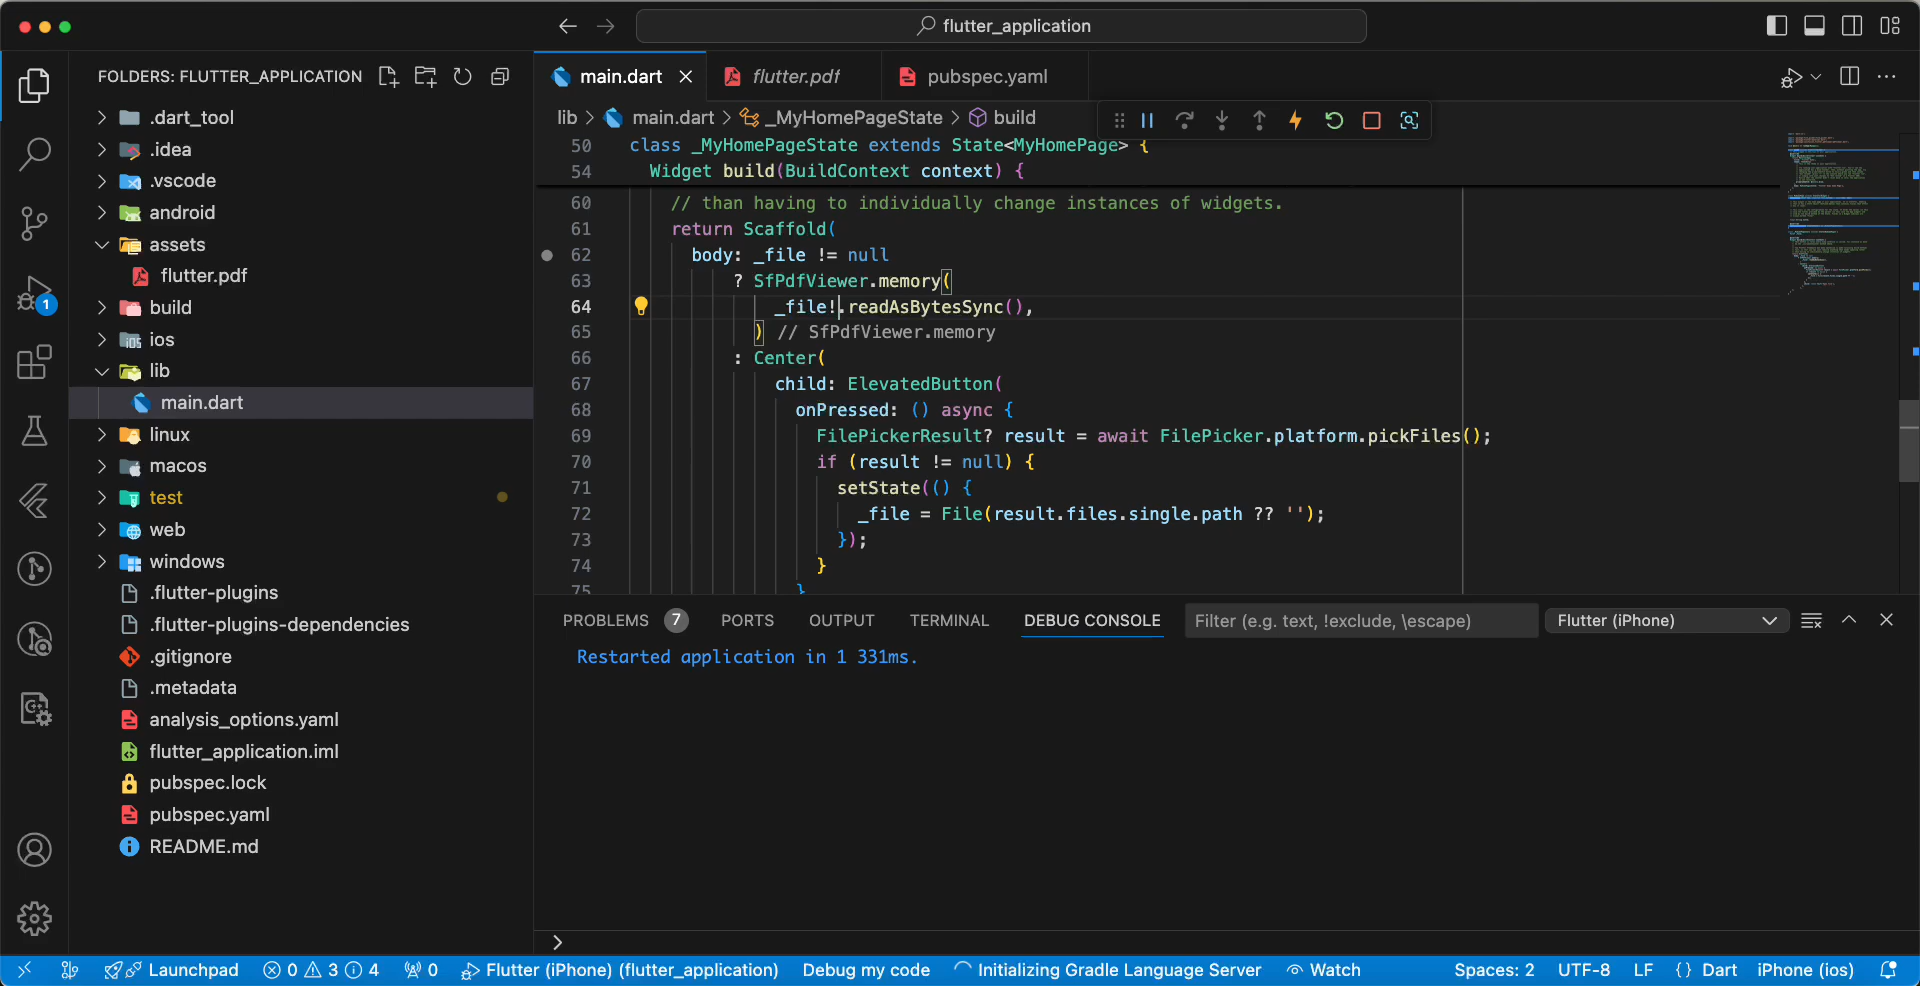 flutter_application
FOLDERS: FLUTTER_APPLICATION
.dart_tool
.idea
.vscode
android
assets
flutter.pdf
build
ios
lib
main.dart
linux
macos
test
web
windows
.flutter-plugins
.flutter-plugins-dependencies
.gitignore
.metadata
analysis_options.yaml
flutter_application.iml
pubspec.lock
pubspec.yaml
README.md
1
main.dart
flutter.pdf
pubspec.yaml
lib > main.dart > _MyHomePageState > build
50 class _MyHomePageState extends State<MyHomePage> {
54 Widget build(BuildContext context) {
60 // than having to individually change instances of widgets.
61 return Scaffold(
62 body: _file != null
63 ? SfPdfViewer.memory(
64 _file!.readAsBytesSync(),
65 ) // SfPdfViewer.memory
66 : Center(
67 child: ElevatedButton(
68 onPressed: () async {
69 FilePickerResult? result = await FilePicker.platform.pickFiles();
70 if (result != null) {
71 setState(() {
72 _file = File(result.files.single.path ?? '');
73 });
74 }
75 }
PROBLEMS 7 PORTS OUTPUT TERMINAL DEBUG CONSOLE Filter (e.g. text, !exclude, \escape) Flutter (iPhone)
Restarted application in 1 331ms.
>
Launchpad 0 3 4 0 Flutter (iPhone) (flutter_application) Debug my code Initializing Gradle Language Server Watch Spaces: 2 UTF-8 LF {} Dart iPhone (ios)